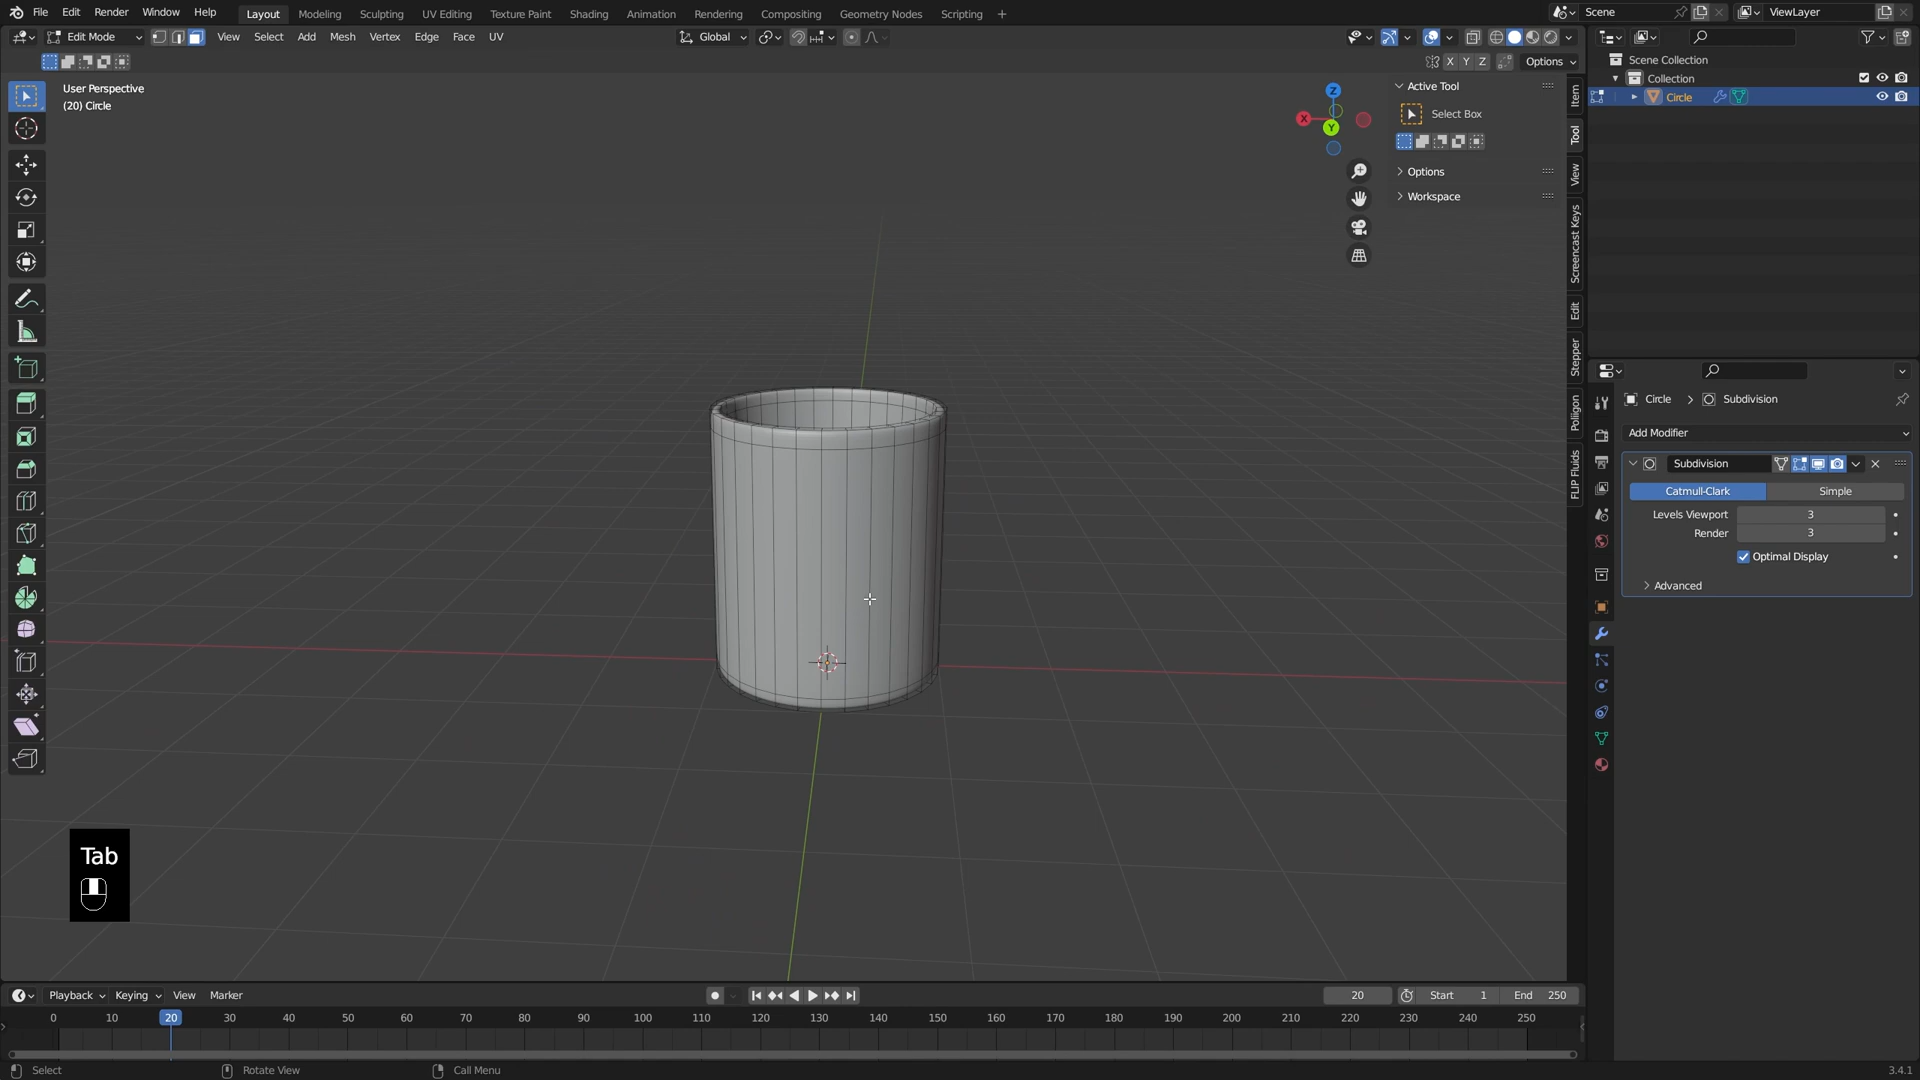 File Edit Render Window Help Layout Modeling Sculpting UV Editing Texture Paint Shading Animation Rendering Compositing Geometry Nodes Scripting + Scene ViewLayer
Edit Mode View Select Add Mesh Vertex Edge Face UV Global
X Y Z Options
User Perspective
(20) Circle
Z
X
Y
Active Tool
Select Box
Options
Workspace
Item
Tool
View
Screencast Keys
Edit
Stepper
Poliigon
FLIP Fluids
Scene Collection
Collection
Circle
Circle > Subdivision
Add Modifier
Subdivision
Catmull-Clark Simple
Levels Viewport 3
Render 3
Optimal Display
Advanced
Tab
Playback Keying View Marker 20 Start 1 End 250
0 10 20 30 40 50 60 70 80 90 100 110 120 130 140 150 160 170 180 190 200 210 220 230 240 250
Select Rotate View Call Menu 3.4.1